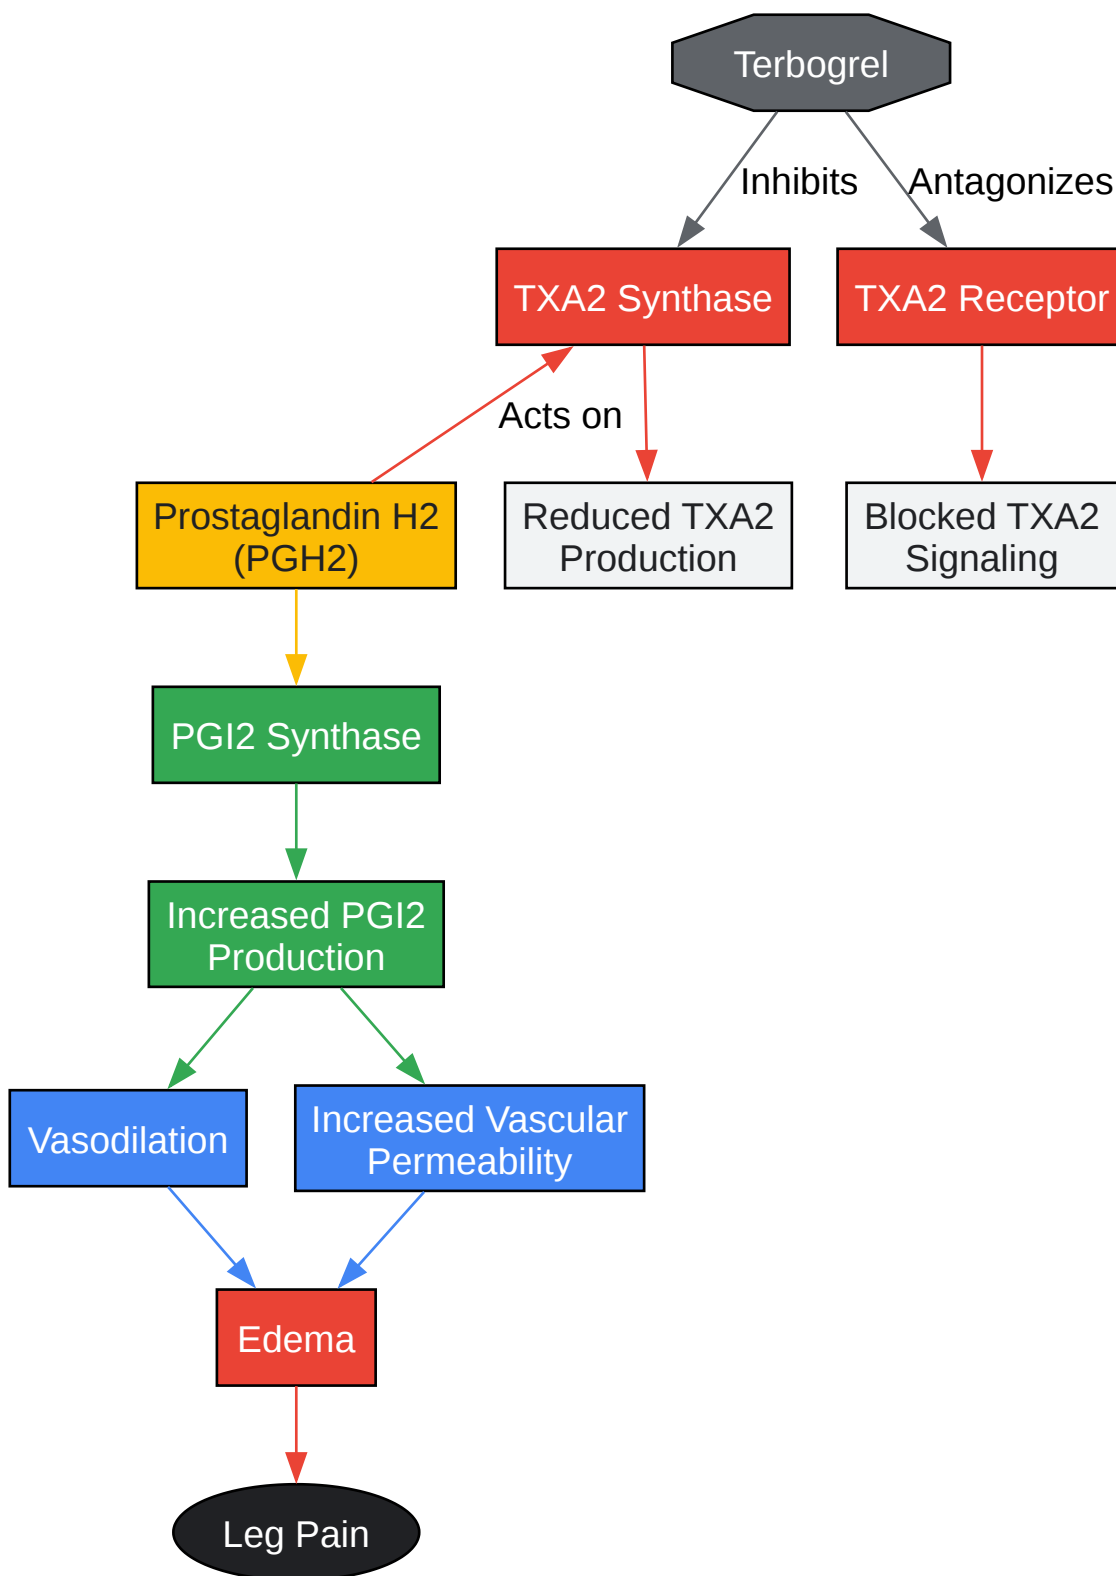 Terbogrel
Inhibits
Antagonizes
TXA2 Synthase
TXA2 Receptor
Acts on
Prostaglandin H2
(PGH2)
Reduced TXA2
Production
Blocked TXA2
Signaling
PGI2 Synthase
Increased PGI2
Production
Vasodilation
Increased Vascular
Permeability
Edema
Leg Pain